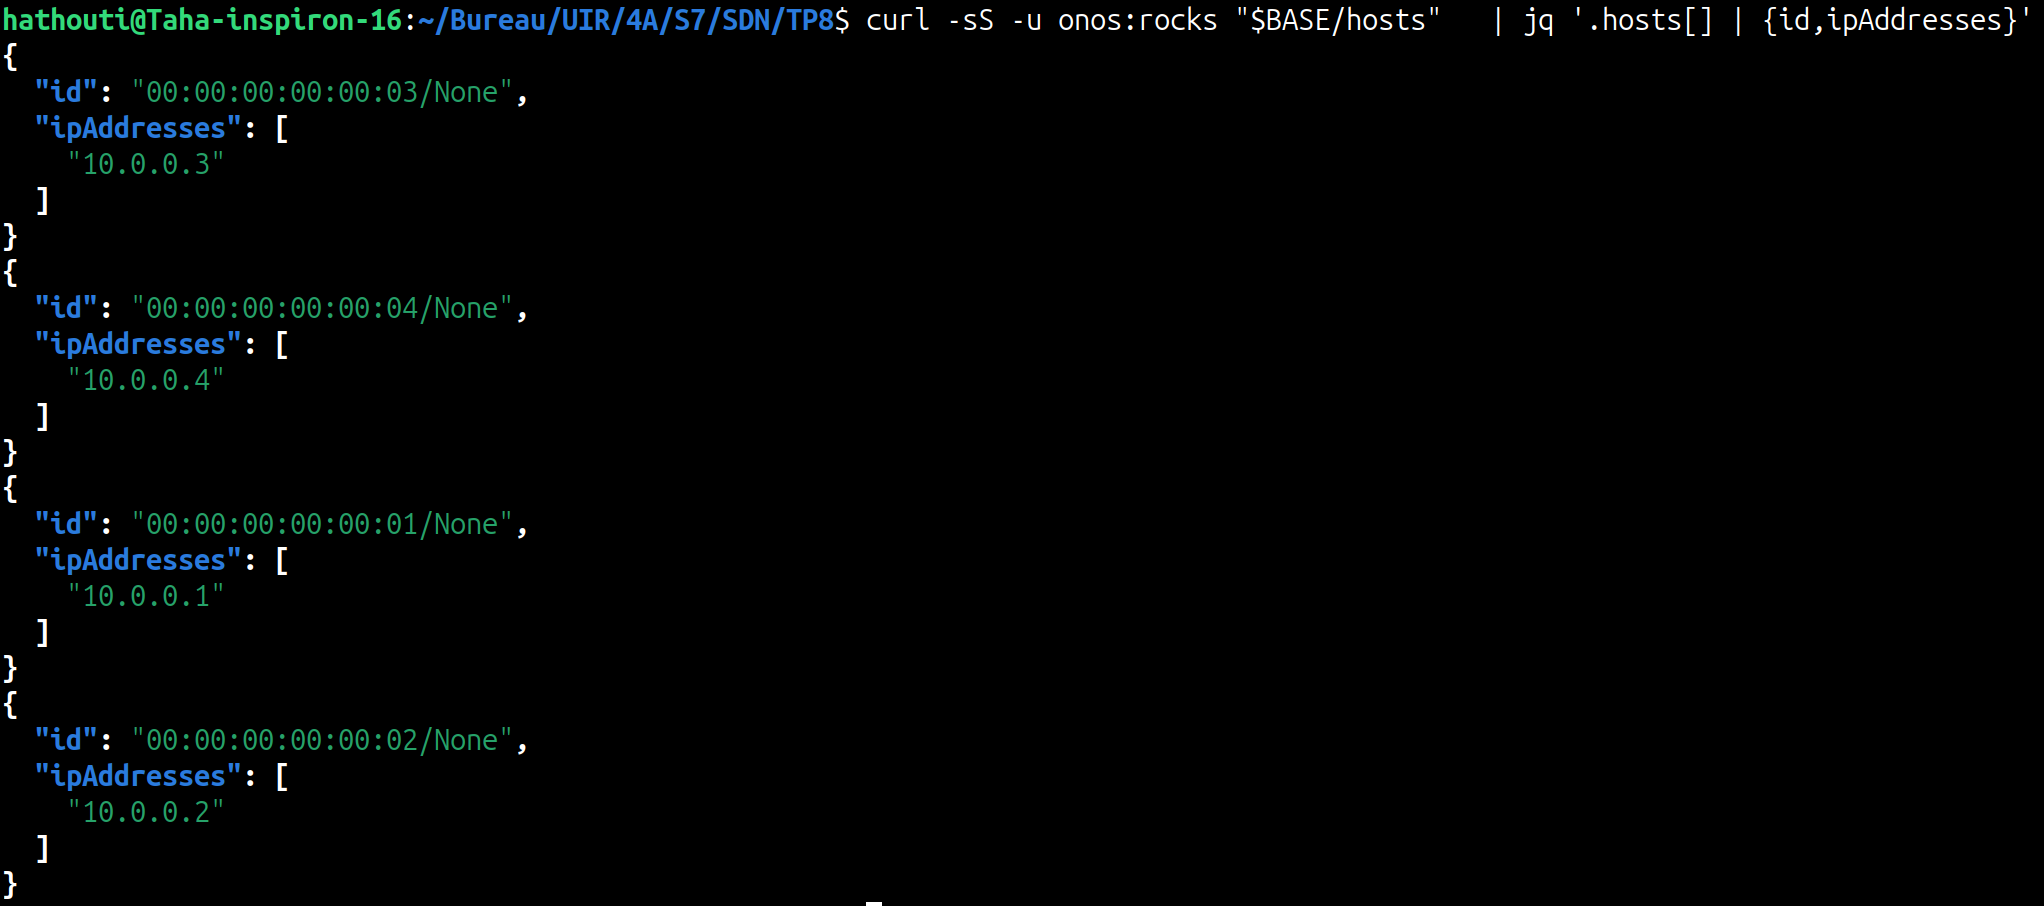 hathouti@Taha-inspiron-16:~/Bureau/UIR/4A/S7/SDN/TP8$ curl -sS -u onos:rocks "$BASE/hosts"   | jq '.hosts[] | {id,ipAddresses}'
{
  "id": "00:00:00:00:00:03/None",
  "ipAddresses": [
    "10.0.0.3"
  ]
}
{
  "id": "00:00:00:00:00:04/None",
  "ipAddresses": [
    "10.0.0.4"
  ]
}
{
  "id": "00:00:00:00:00:01/None",
  "ipAddresses": [
    "10.0.0.1"
  ]
}
{
  "id": "00:00:00:00:00:02/None",
  "ipAddresses": [
    "10.0.0.2"
  ]
}